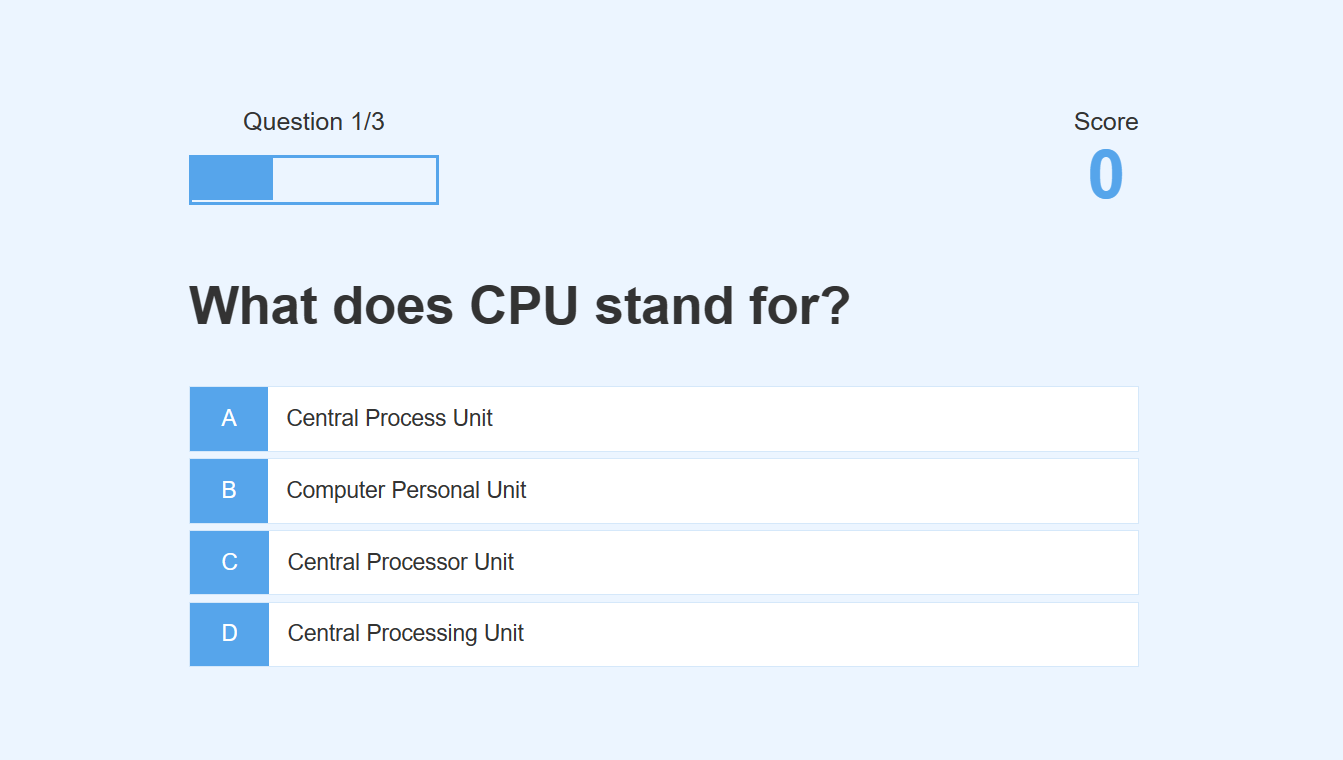 Question 1/3
Score
0
What does CPU stand for?
A Central Process Unit
B Computer Personal Unit
C Central Processor Unit
D Central Processing Unit